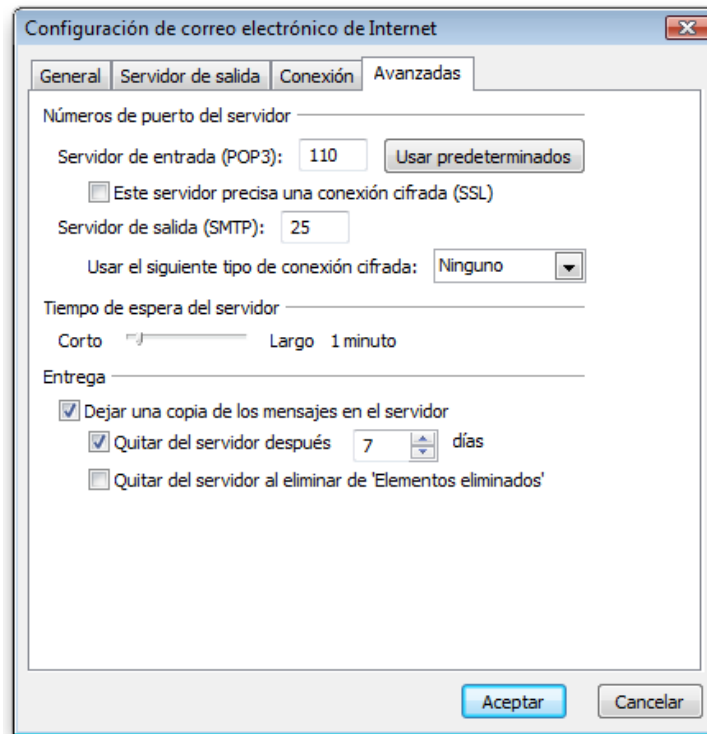 Configuración de correo electrónico de Internet
General Servidor de salida Conexión Avanzadas
Números de puerto del servidor
Servidor de entrada (POP3): 110 Usar predeterminados
Este servidor precisa una conexión cifrada (SSL)
Servidor de salida (SMTP): 25
Usar el siguiente tipo de conexión cifrada: Ninguno
Tiempo de espera del servidor
Corto Largo 1 minuto
Entrega
Dejar una copia de los mensajes en el servidor
Quitar del servidor después 7 días
Quitar del servidor al eliminar de 'Elementos eliminados'
Aceptar Cancelar